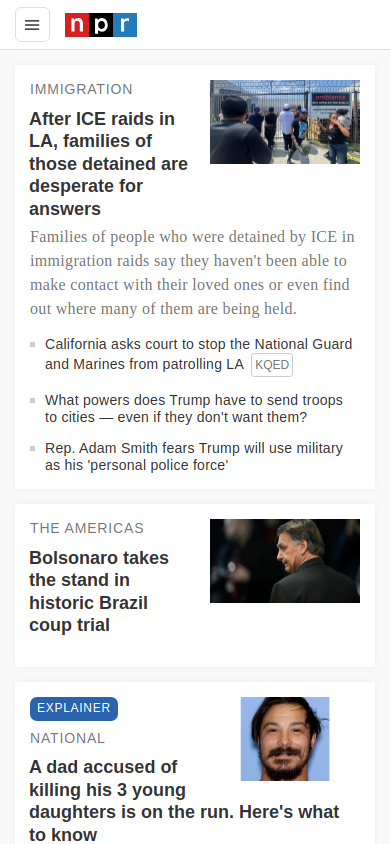 npr
IMMIGRATION
After ICE raids in
LA, families of
those detained are
desperate for
answers
Families of people who were detained by ICE in
immigration raids say they haven't been able to
make contact with their loved ones or even find
out where many of them are being held.
California asks court to stop the National Guard
and Marines from patrolling LA KQED
What powers does Trump have to send troops
to cities — even if they don't want them?
Rep. Adam Smith fears Trump will use military
as his 'personal police force'
THE AMERICAS
Bolsonaro takes
the stand in
historic Brazil
coup trial
EXPLAINER
NATIONAL
A dad accused of
killing his 3 young
daughters is on the run. Here's what
to know